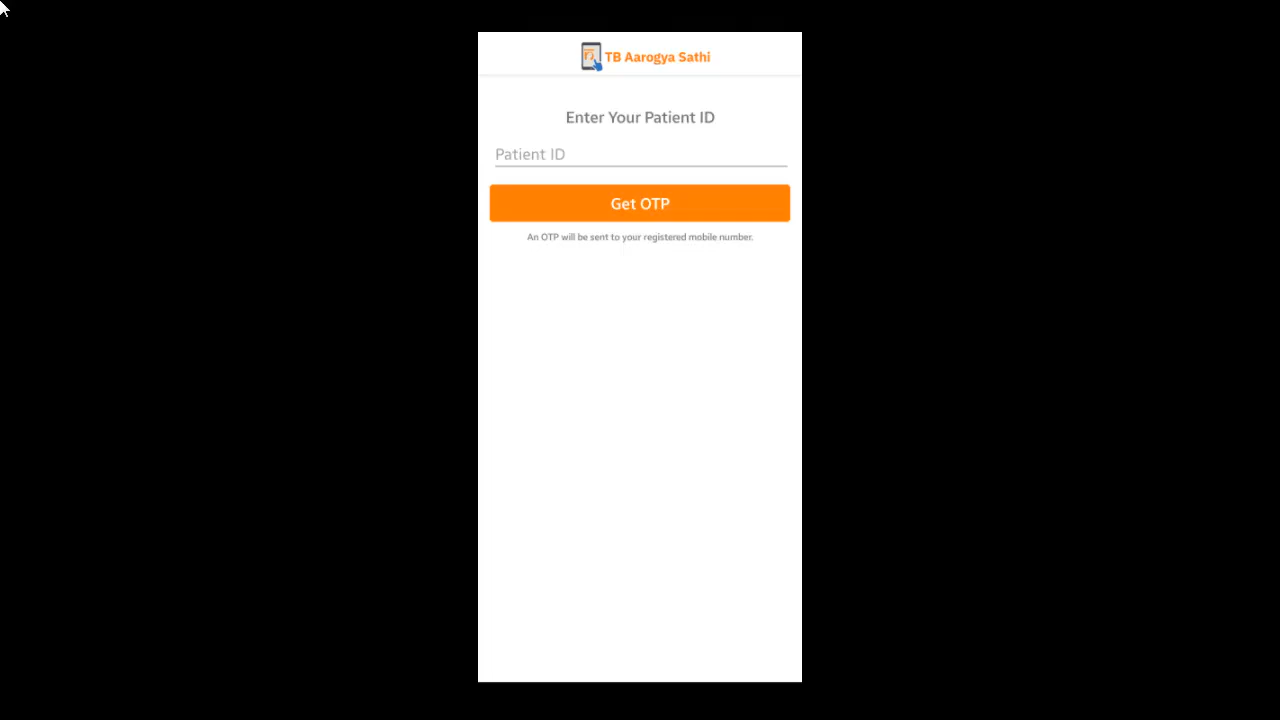 TB Aarogya Sathi
Enter Your Patient ID
Patient ID
Get OTP
An OTP will be sent to your registered mobile number.